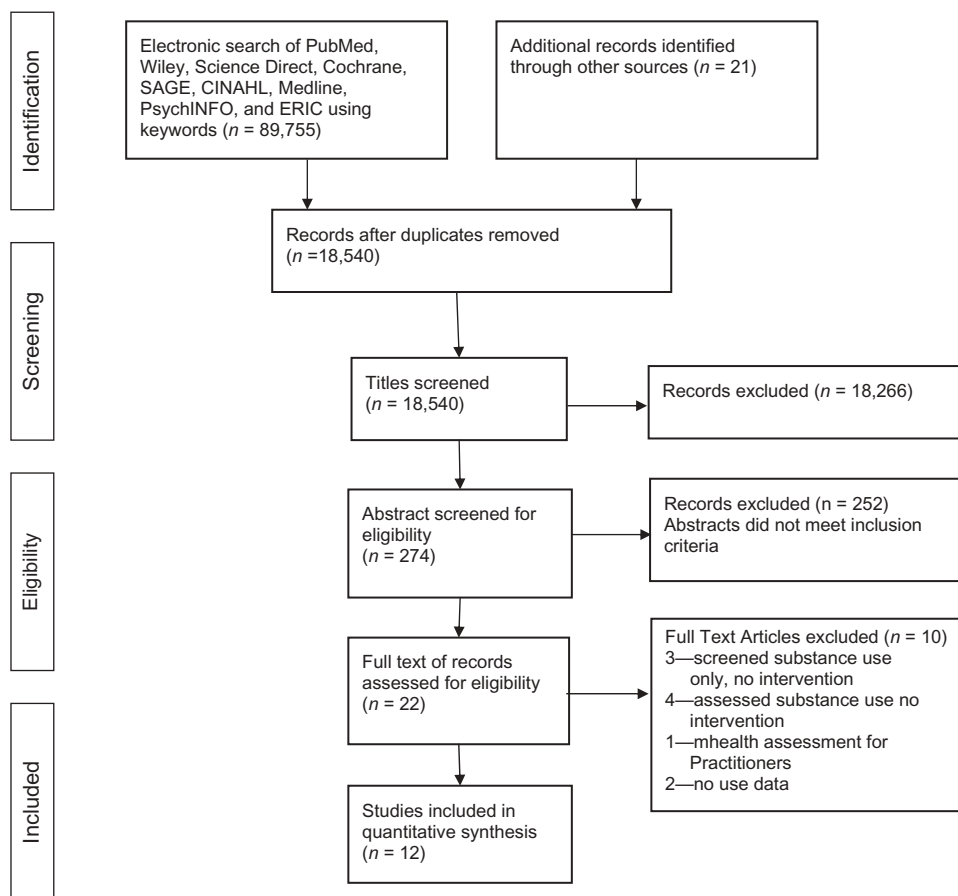 Identification
Electronic search of PubMed,
Wiley, Science Direct, Cochrane,
SAGE, CINAHL, Medline,
PsychINFO, and ERIC using
keywords (n = 89,755)
Additional records identified
through other sources (n = 21)
Records after duplicates removed
(n =18,540)
Screening
Titles screened
(n = 18,540)
Records excluded (n = 18,266)
Eligibility
Abstract screened for
eligibility
(n = 274)
Records excluded (n = 252)
Abstracts did not meet inclusion
criteria
Full text of records
assessed for eligibility
(n = 22)
Full Text Articles excluded (n = 10)
3—screened substance use
only, no intervention
4—assessed substance use no
intervention
1—mhealth assessment for
Practitioners
2—no use data
Included
Studies included in
quantitative synthesis
(n = 12)